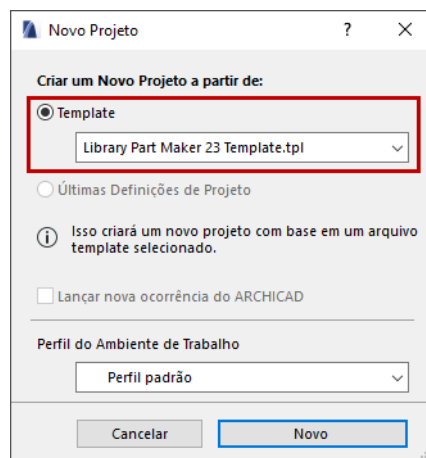 Novo Projeto
Criar um Novo Projeto a partir de:
Template
Library Part Maker 23 Template.tpl
Últimas Definições de Projeto
Isso criará um novo projeto com base em um arquivo
template selecionado.
Lançar nova ocorrência do ARCHICAD
Perfil do Ambiente de Trabalho
Perfil padrão
Cancelar
Novo